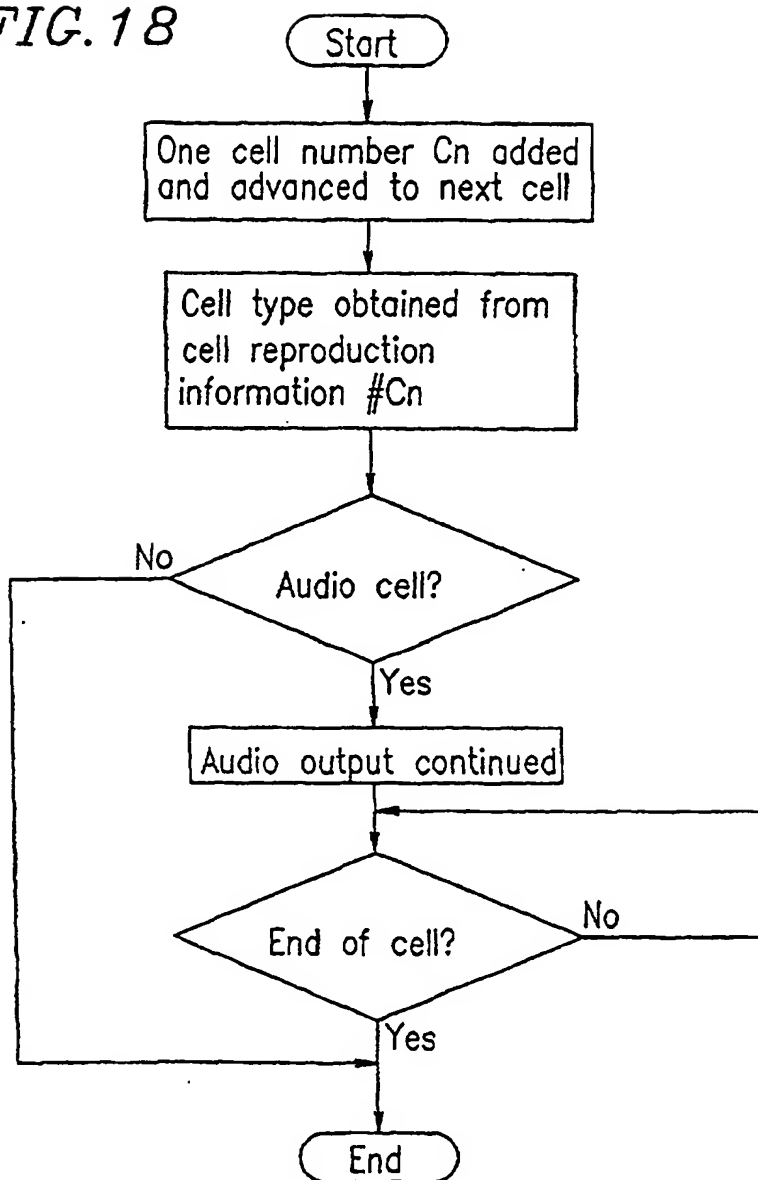 FIG.18
Start
One cell number Cn added
and advanced to next cell
Cell type obtained from
cell reproduction
information #Cn
Audio cell?
No
Yes
Audio output continued
End of cell?
No
Yes
End